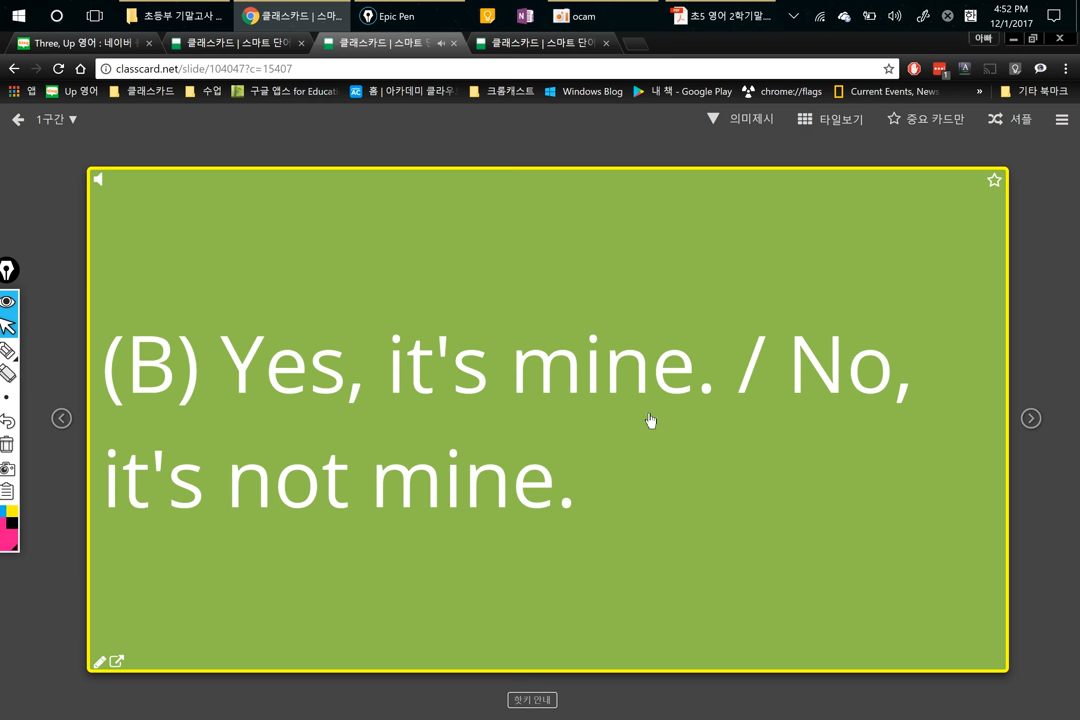 초등부 기말고사 ...
클래스카드 | 스마...
Epic Pen
ocam
초5 영어 2학기말...
한
4:52 PM
12/1/2017
Three, Up 영어 : 네이버
클래스카드 | 스마트 단어
클래스카드 | 스마트 단
클래스카드 | 스마트 단어
아빠
classcard.net/slide/104047?c=15407
1
앱
Up 영어
클래스카드
수업
구글 앱스 for Educati
홈 | 아카데미 클라우
크롬캐스트
Windows Blog
내 책 - Google Play
chrome://flags
Current Events, News
»
기타 북마크
1구간 ▼
의미제시
타일보기
중요 카드만
셔플
(B) Yes, it's mine. / No,
it's not mine.
핫키 안내